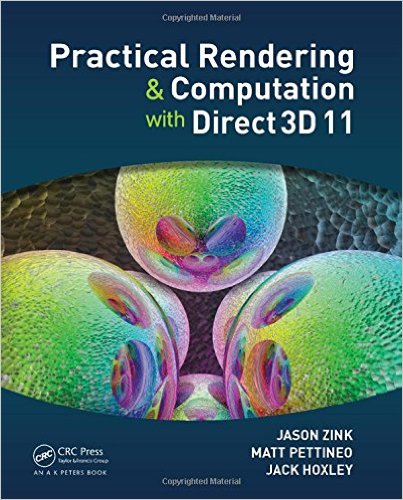 Copyrighted Material
Practical Rendering
& Computation
with Direct3D 11
JASON ZINK
MATT PETTINEO
JACK HOXLEY
CRC
CRC Press
Taylor & Francis Group
AN A K PETERS BOOK
Copyrighted Material